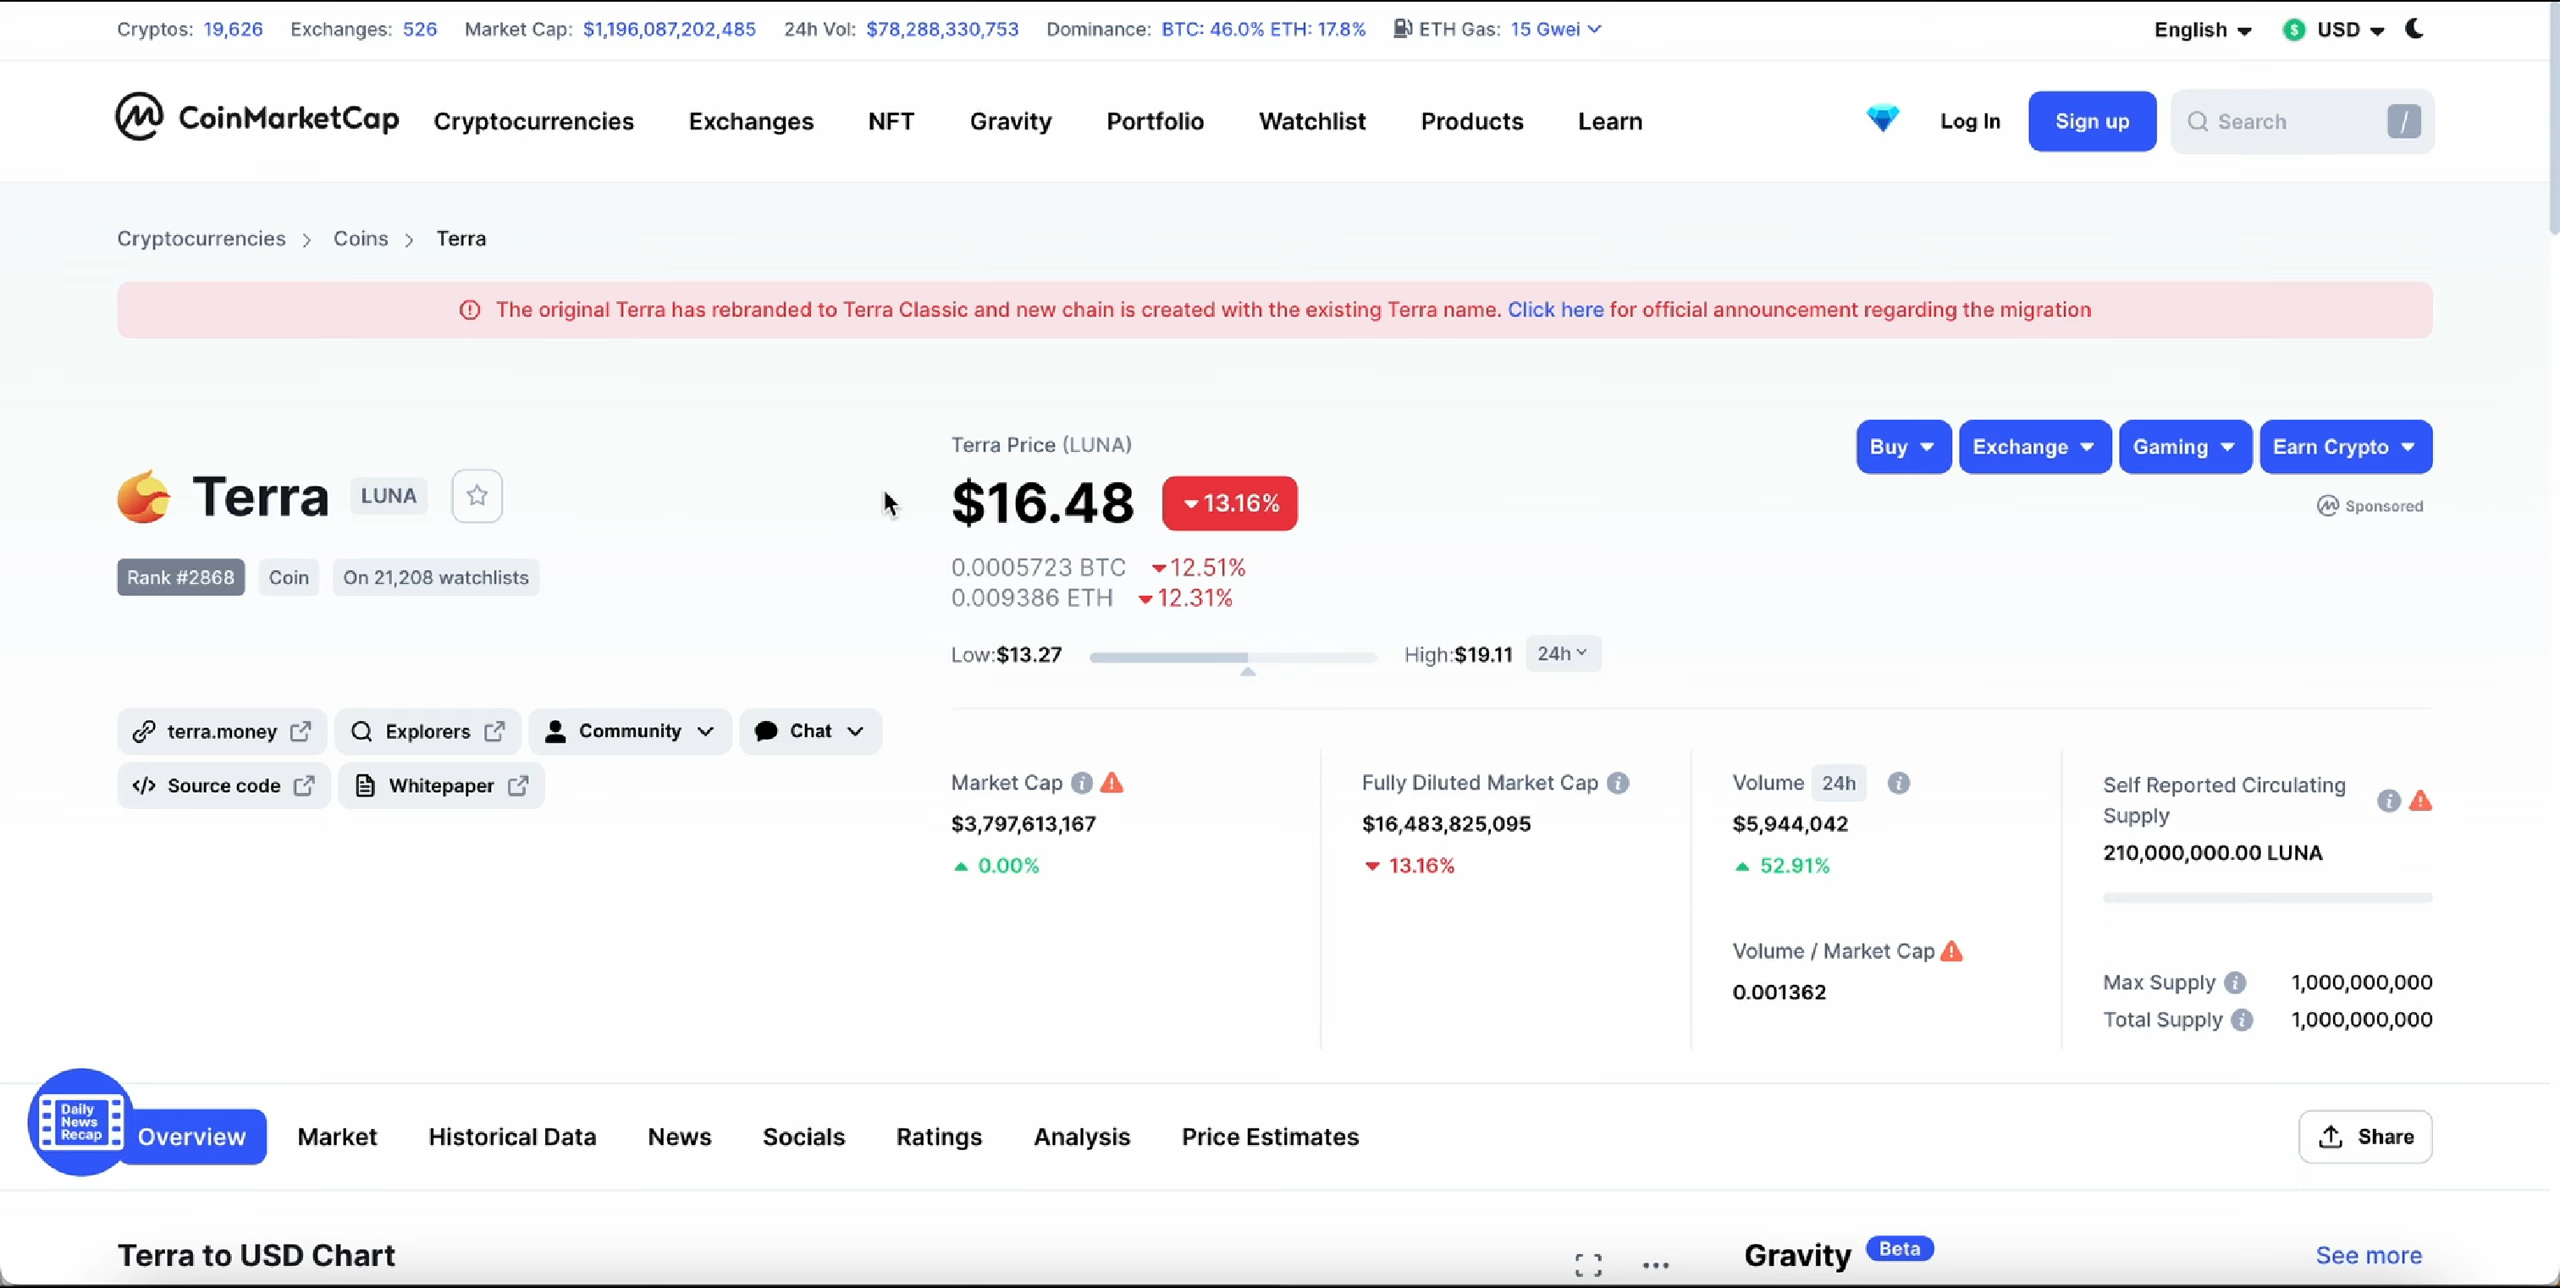 Cryptos: 19,626 Exchanges: 526 Market Cap: $1,196,087,202,485 24h Vol: $78,288,330,753 Dominance: BTC: 46.0% ETH: 17.8% ETH Gas: 15 Gwei English USD
CoinMarketCap Cryptocurrencies Exchanges NFT Gravity Portfolio Watchlist Products Learn Log In Sign up Search /
Cryptocurrencies > Coins > Terra
The original Terra has rebranded to Terra Classic and new chain is created with the existing Terra name. Click here for official announcement regarding the migration
Terra LUNA
Rank #2868 Coin On 21,208 watchlists
terra.money Explorers Community Chat
Source code Whitepaper
Terra Price (LUNA)
$16.48 13.16%
0.0005723 BTC 12.51%
0.009386 ETH 12.31%
Low:$13.27 High:$19.11 24h
Buy Exchange Gaming Earn Crypto
Sponsored
Market Cap
$3,797,613,167
0.00%
Fully Diluted Market Cap
$16,483,825,095
13.16%
Volume 24h
$5,944,042
52.91%
Volume / Market Cap
0.001362
Self Reported Circulating
Supply
210,000,000.00 LUNA
Max Supply 1,000,000,000
Total Supply 1,000,000,000
Daily
News
Recap
Overview Market Historical Data News Socials Ratings Analysis Price Estimates Share
Terra to USD Chart
Gravity Beta See more